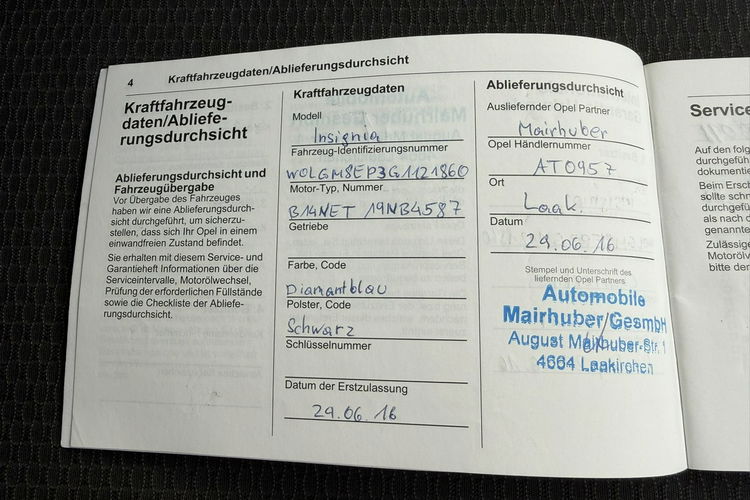 4
Kraftfahrzeugdaten/Ablieferungsdurchsicht
Kraftfahrzeug-
daten/Abliefe-
rungsdurchsicht
Ablieferungsdurchsicht und
Fahrzeugübergabe
Vor Übergabe des Fahrzeuges
haben wir eine Ablieferungsdurch-
sicht durchgeführt, um sicherzu-
stellen, dass sich Ihr Opel in einem
einwandfreien Zustand befindet.
Sie erhalten mit diesem Service- und
Garantieheft Informationen über die
Serviceintervalle, Motorölwechsel,
Prüfung der erforderlichen Füllstände
sowie die Checkliste der Abliefe-
rungsdurchsicht.
Kraftfahrzeugdaten
Modell
Insignia
Fahrzeug-Identifizierungsnummer
W0LGM8EP3G1121860
Motor-Typ, Nummer
B14NET 19NB4587
Getriebe
Farbe, Code
Diamantblau
Polster, Code
Schwarz
Schlüsselnummer
Datum der Erstzulassung
29.06.16
Ablieferungsdurchsicht
Ausliefernder Opel Partner
Mairhuber
Opel Händlernummer
AT0957
Ort
Laak.
Datum
29.06.16
Stempel und Unterschrift des
liefernden Opel Partners
Automobile
Mairhuber GesmbH
August Mairhuber-Str. 1
4664 Laakirchen
Service
Auf den folg
durchgeführ
dokumentie
Beim Ersch
sollte schn
durchgefü
als nach d
genannte
Zulässige
Motorölv
bitte der